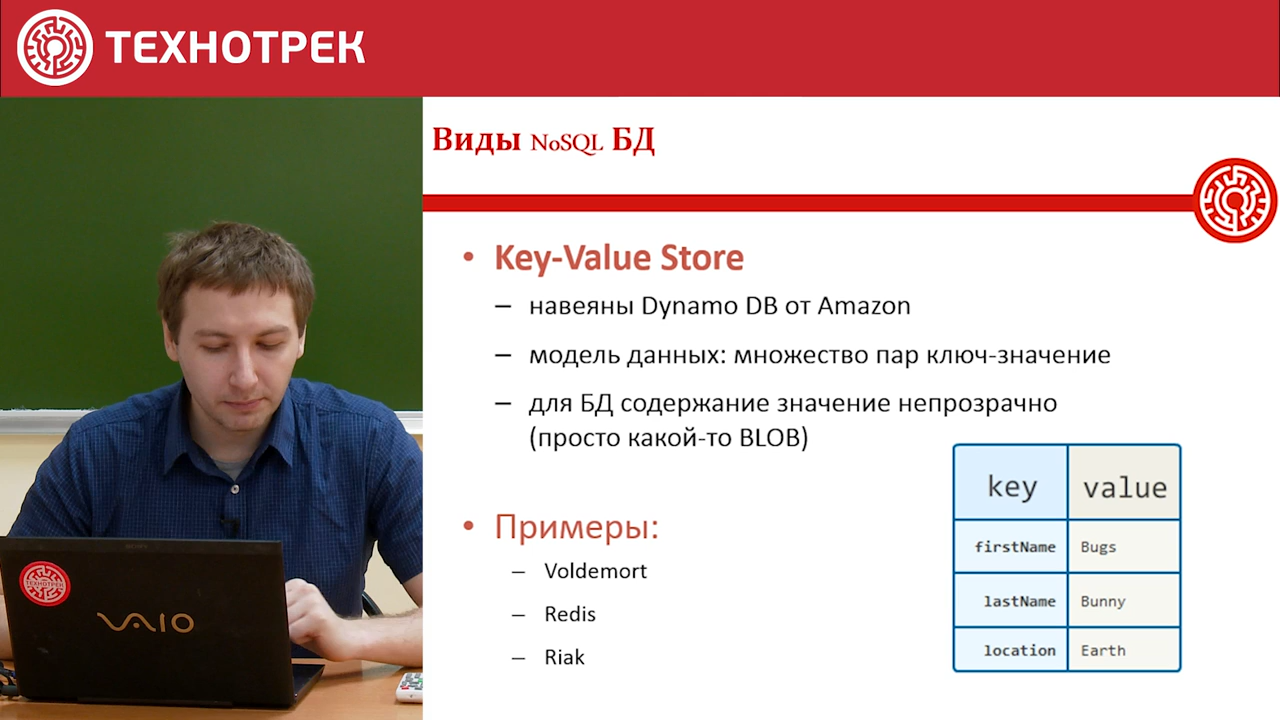 ТЕХНОТРЕК
Виды NoSQL БД
• Key-Value Store
– навеяны Dynamo DB от Amazon
– модель данных: множество пар ключ-значение
– для БД содержание значение непрозрачно
(просто какой-то BLOB)
• Примеры:
– Voldemort
– Redis
– Riak
key value
firstName Bugs
lastName Bunny
location Earth
ТЕХНОТРЕК
VAIO